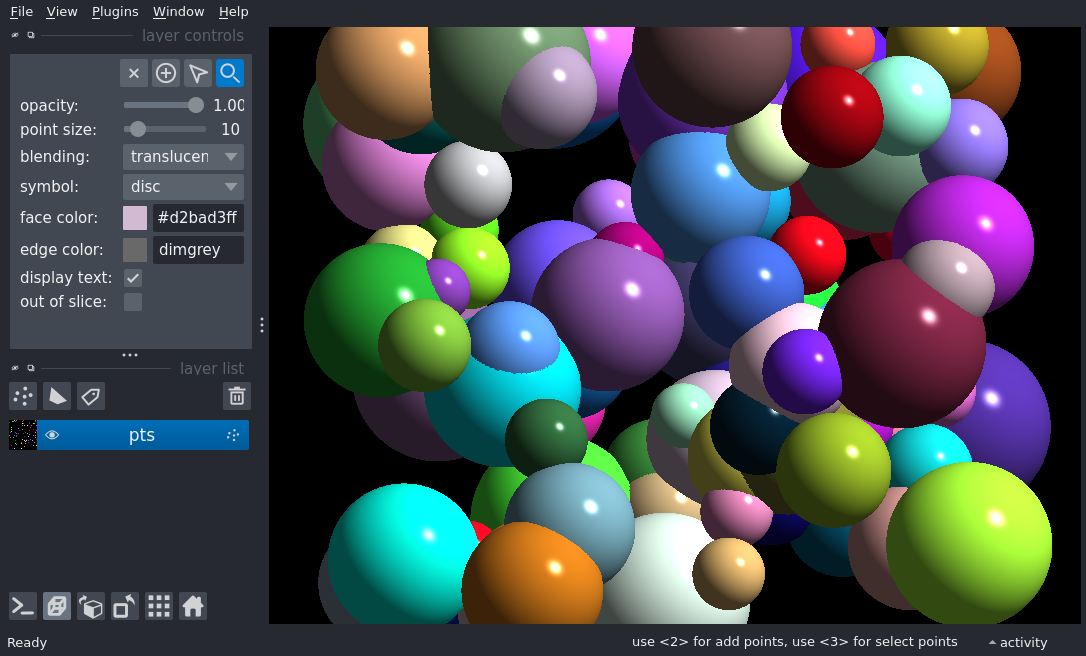 File View Plugins Window Help
layer controls
opacity: 1.00
point size: 10
blending: translucen
symbol: disc
face color: #d2bad3ff
edge color: dimgrey
display text:
out of slice:
layer list
pts
Ready
use <2> for add points, use <3> for select points
activity